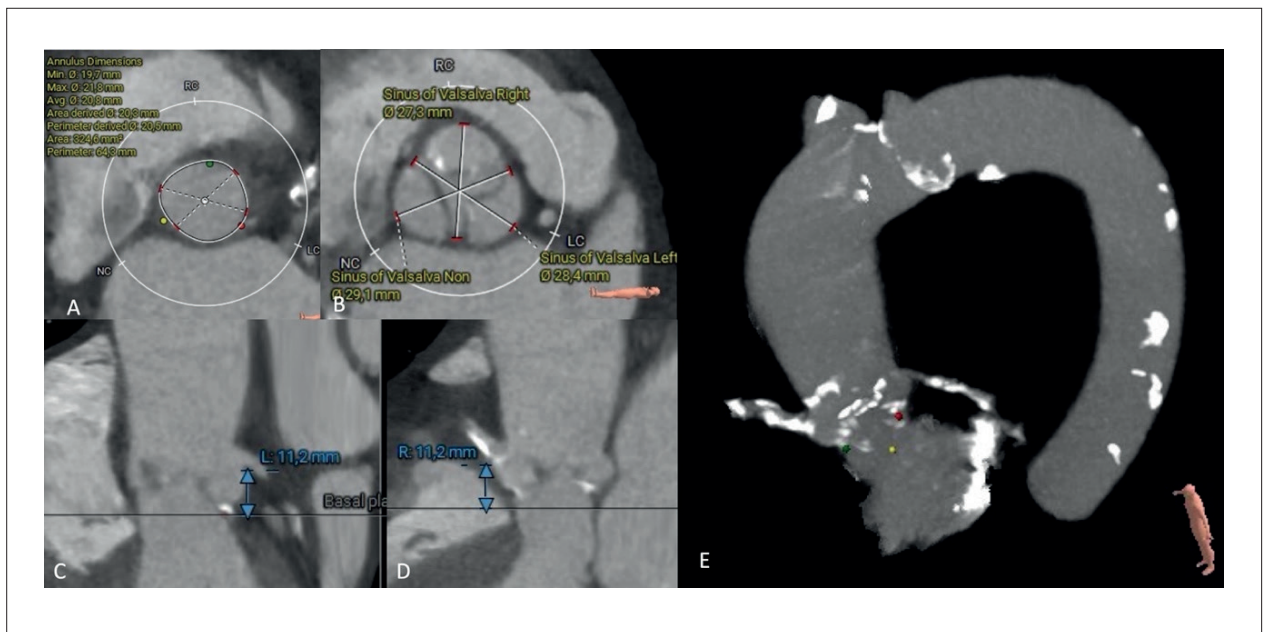 Annulus Dimensions
Min. Ø: 19,7 mm
Max. Ø: 21,8 mm
Avg. Ø: 20,8 mm
Area derived Ø: 20,3 mm
Perimeter derived Ø: 20,5 mm
Area: 324,6 mm²
Perimeter: 64,3 mm
RC
LC
NC
A
RC
Sinus of Valsalva Right
Ø 27,3 mm
LC
Sinus of Valsalva Left
Ø 28,4 mm
NC
Sinus of Valsalva Non
Ø 29,1 mm
B
L: 11,2 mm
Basal pla
C
R: 11,2 mm
D
E